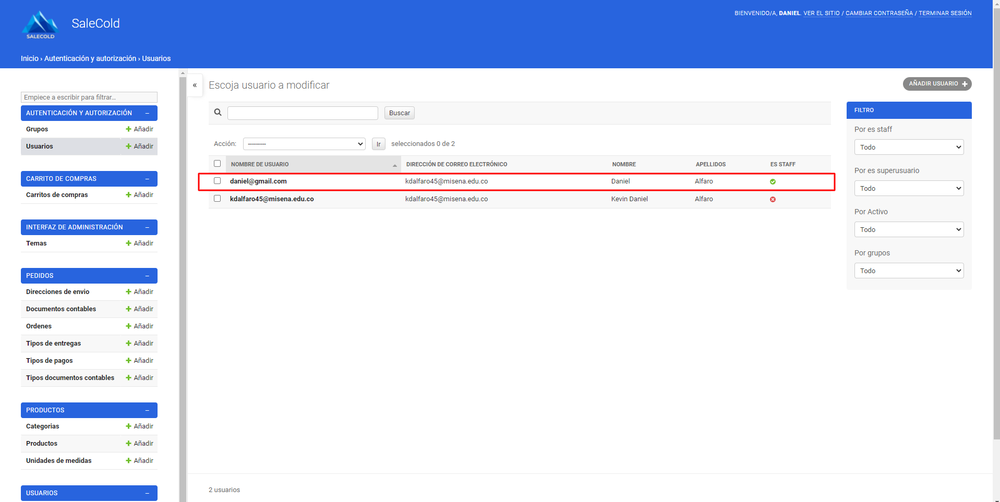 SALECOLD
SaleCold
BIENVENIDO/A, DANIEL. VER EL SITIO / CAMBIAR CONTRASEÑA / TERMINAR SESIÓN
Inicio › Autenticación y autorización › Usuarios
Empiece a escribir para filtrar...
AUTENTICACIÓN Y AUTORIZACIÓN –
Grupos + Añadir
Usuarios + Añadir
CARRITO DE COMPRAS –
Carritos de compras + Añadir
INTERFAZ DE ADMINISTRACIÓN –
Temas + Añadir
PEDIDOS –
Direcciones de envio + Añadir
Documentos contables + Añadir
Ordenes + Añadir
Tipos de entregas + Añadir
Tipos de pagos + Añadir
Tipos documentos contables + Añadir
PRODUCTOS –
Categorias + Añadir
Productos + Añadir
Unidades de medidas + Añadir
USUARIOS –
«
Escoja usuario a modificar
AÑADIR USUARIO +
Buscar
Acción: --------- Ir seleccionados 0 de 2
NOMBRE DE USUARIO DIRECCIÓN DE CORREO ELECTRÓNICO NOMBRE APELLIDOS ES STAFF
daniel@gmail.com kdalfaro45@misena.edu.co Daniel Alfaro
kdalfaro45@misena.edu.co kdalfaro45@misena.edu.co Kevin Daniel Alfaro
2 usuarios
FILTRO
Por es staff
Todo
Por es superusuario
Todo
Por Activo
Todo
Por grupos
Todo